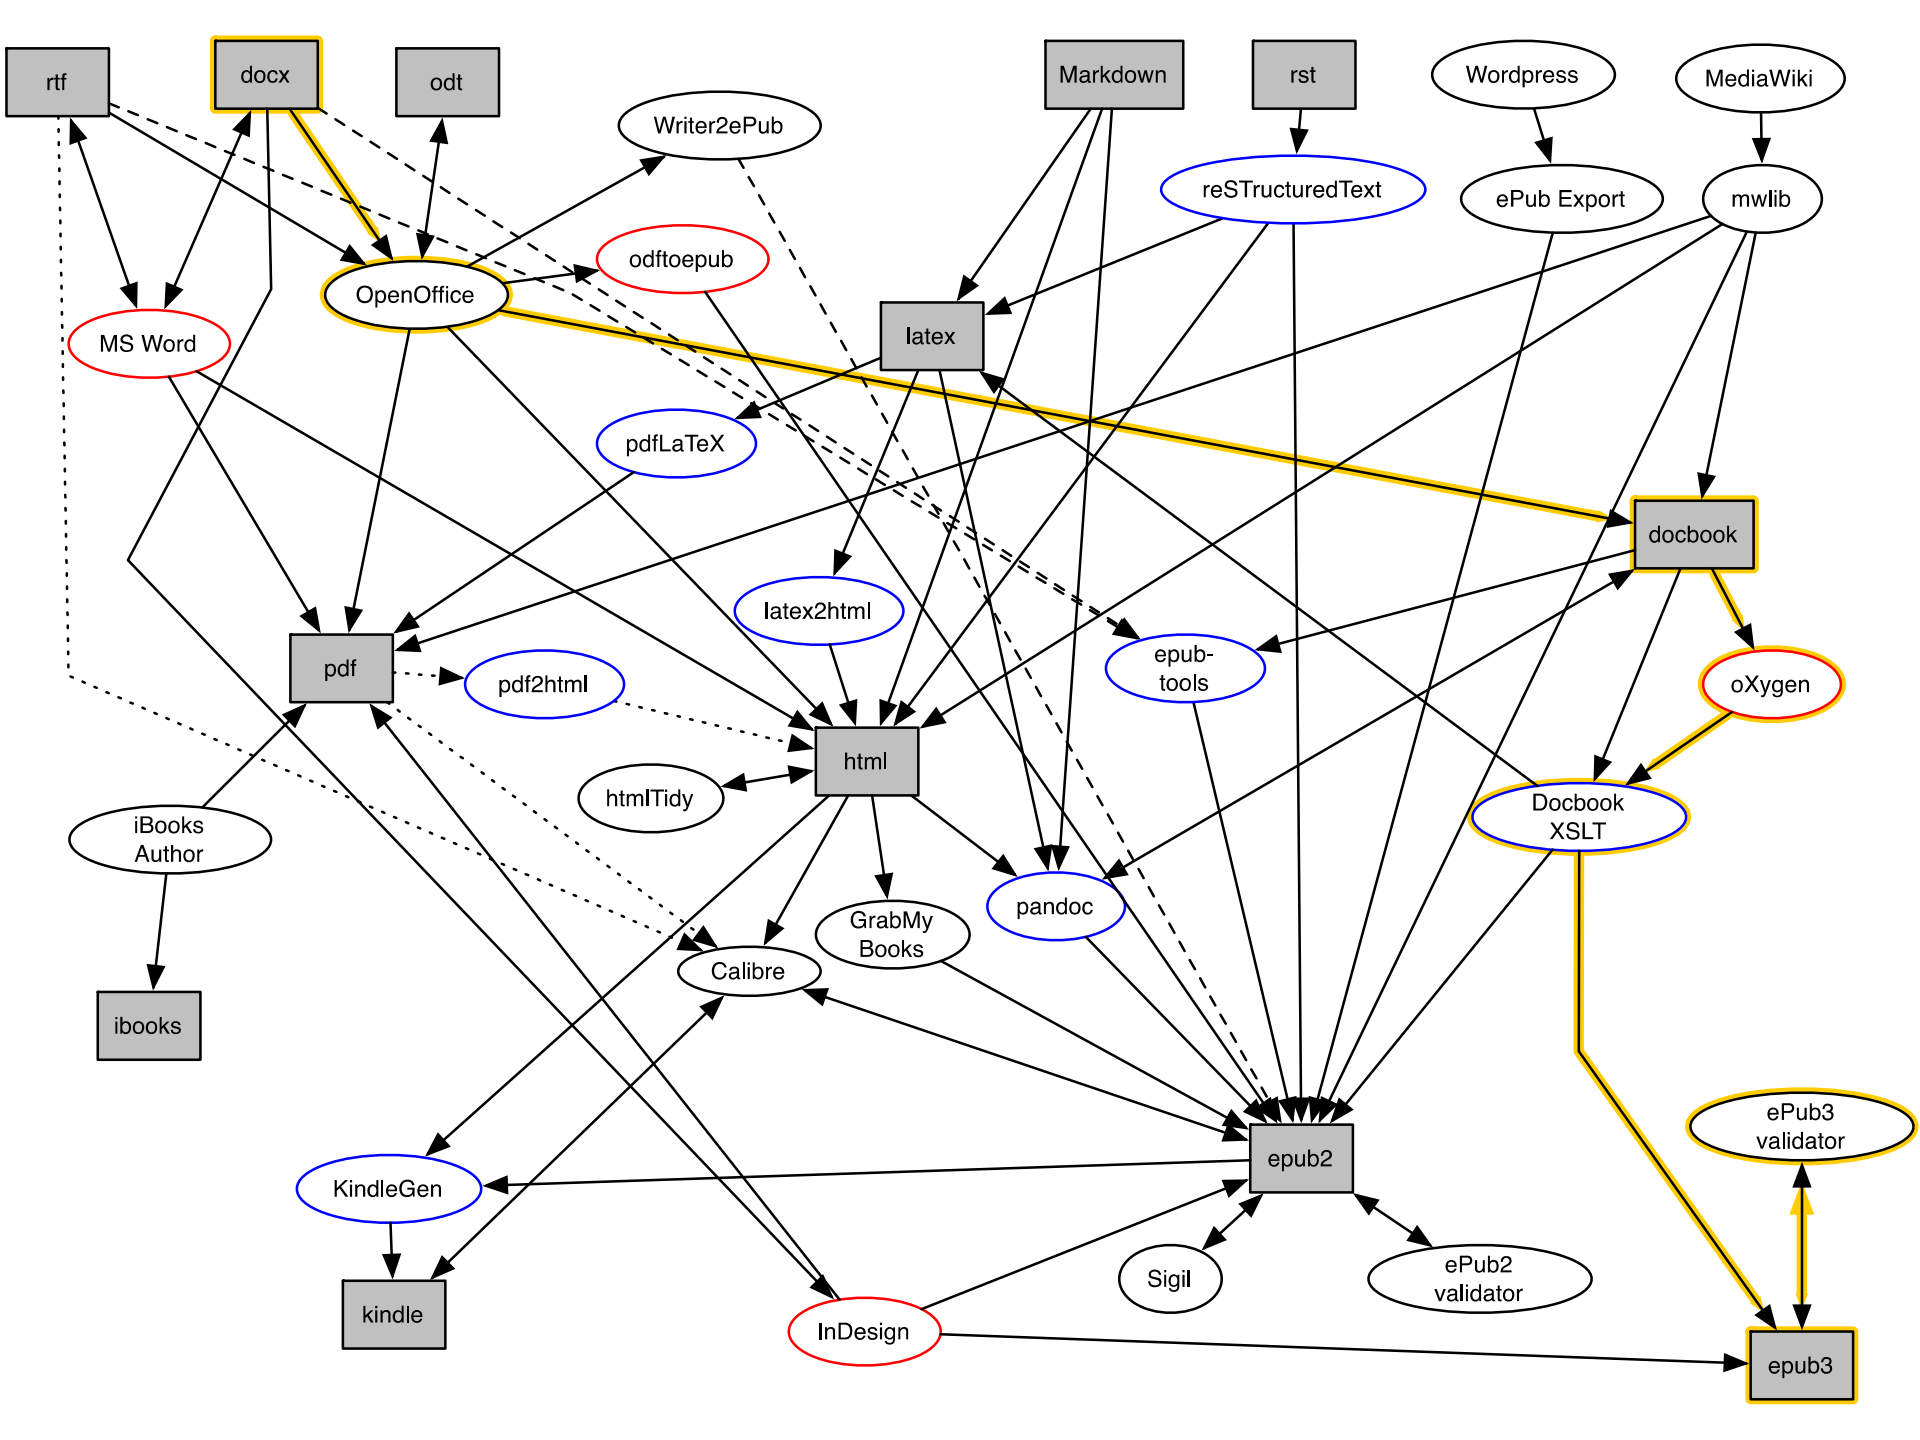 rtf
docx
odt
Markdown
rst
Wordpress
MediaWiki
Writer2ePub
reSTructuredText
ePub Export
mwlib
odftoepub
OpenOffice
MS Word
latex
pdfLaTeX
docbook
latex2html
epub-
tools
pdf
pdf2html
oXygen
html
htmlTidy
Docbook
XSLT
iBooks
Author
GrabMy
Books
pandoc
Calibre
ibooks
ePub3
validator
epub2
KindleGen
Sigil
ePub2
validator
kindle
InDesign
epub3